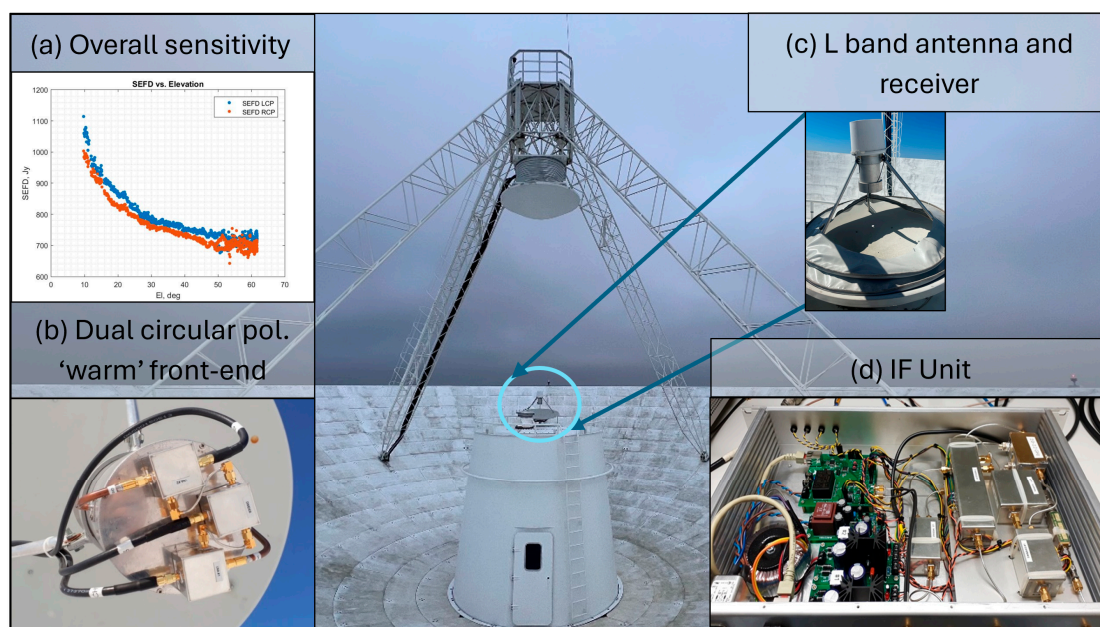 (a) Overall sensitivity
SEFD vs. Elevation
SEFD LCP
SEFD RCP
1200
1100
1000
900
800
700
600
SEFD, Jy
0
10
20
30
40
50
60
70
El, deg
(b) Dual circular pol.
‘warm’ front-end
(c) L band antenna and
receiver
(d) IF Unit